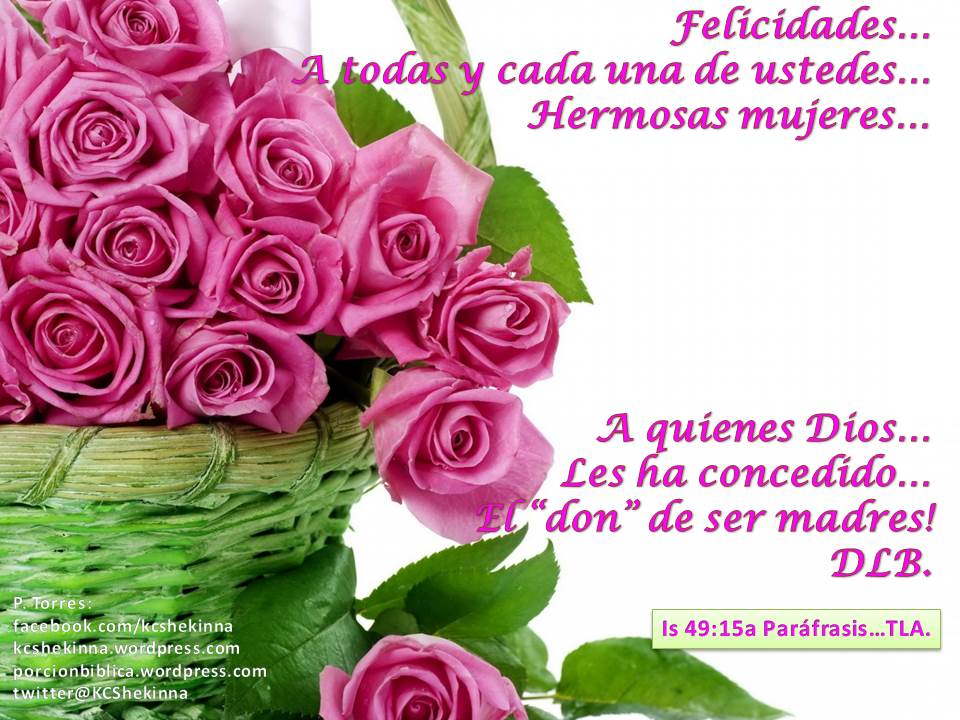 Felicidades...
A todas y cada una de ustedes...
Hermosas mujeres...
A quienes Dios...
Les ha concedido...
El “don” de ser madres!
DLB.
Is 49:15a Paráfrasis...TLA.
P. Torres:
facebook.com/kcshekinna
kcshekinna.wordpress.com
porcionbiblica.wordpress.com
twitter@KCShekinna